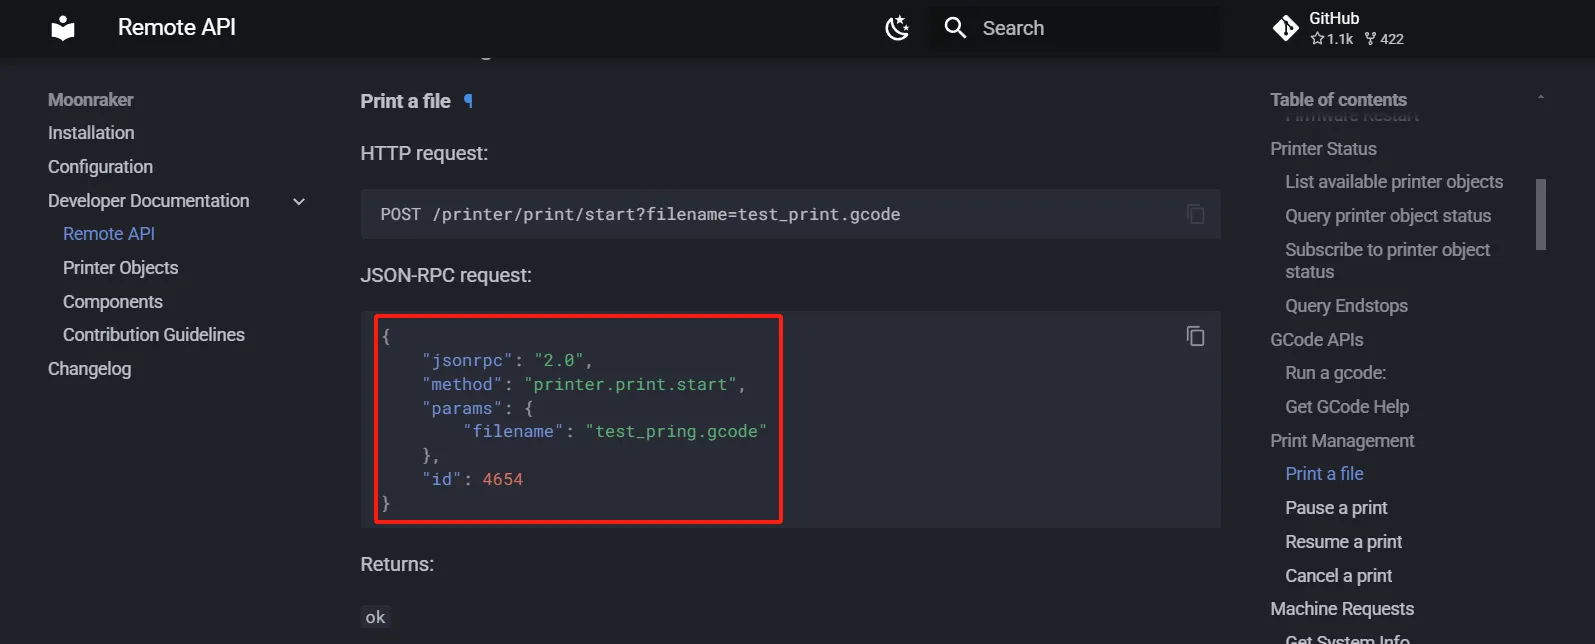 Remote API
Search
GitHub
1.1k 422
Moonraker
Installation
Configuration
Developer Documentation
Remote API
Printer Objects
Components
Contribution Guidelines
Changelog
Print a file ¶
HTTP request:
POST /printer/print/start?filename=test_print.gcode
JSON-RPC request:
{
"jsonrpc": "2.0",
"method": "printer.print.start",
"params": {
"filename": "test_pring.gcode"
},
"id": 4654
}
Returns:
ok
Table of contents
Firmware Restart
Printer Status
List available printer objects
Query printer object status
Subscribe to printer object
status
Query Endstops
GCode APIs
Run a gcode:
Get GCode Help
Print Management
Print a file
Pause a print
Resume a print
Cancel a print
Machine Requests
Get System Info